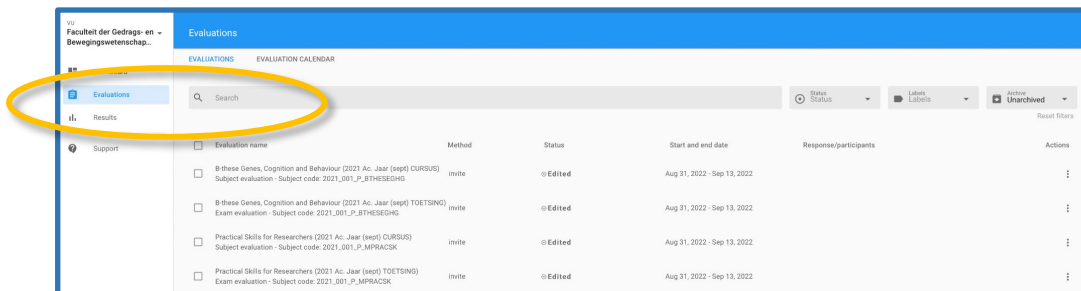 VU
Faculteit der Gedrags- en
Bewegingswetenschap...
Evaluations
EVALUATIONS EVALUATION CALENDAR
Evaluations
Results
Support
Search
Status
Status
Labels
Labels
Archive
Unarchived
Reset filters
Evaluation name Method Status Start and end date Response/participants Actions
B-these Genes, Cognition and Behaviour (2021 Ac. Jaar (sept) CURSUS)
Subject evaluation - Subject code: 2021_001_P_BTHESEGHG
invite Edited Aug 31, 2022 - Sep 13, 2022
B-these Genes, Cognition and Behaviour (2021 Ac. Jaar (sept) TOETSING)
Exam evaluation - Subject code: 2021_001_P_BTHESEGHG
invite Edited Aug 31, 2022 - Sep 13, 2022
Practical Skills for Researchers (2021 Ac. Jaar (sept) CURSUS)
Subject evaluation - Subject code: 2021_001_P_MPRACSK
invite Edited Aug 31, 2022 - Sep 13, 2022
Practical Skills for Researchers (2021 Ac. Jaar (sept) TOETSING)
Exam evaluation - Subject code: 2021_001_P_MPRACSK
invite Edited Aug 31, 2022 - Sep 13, 2022